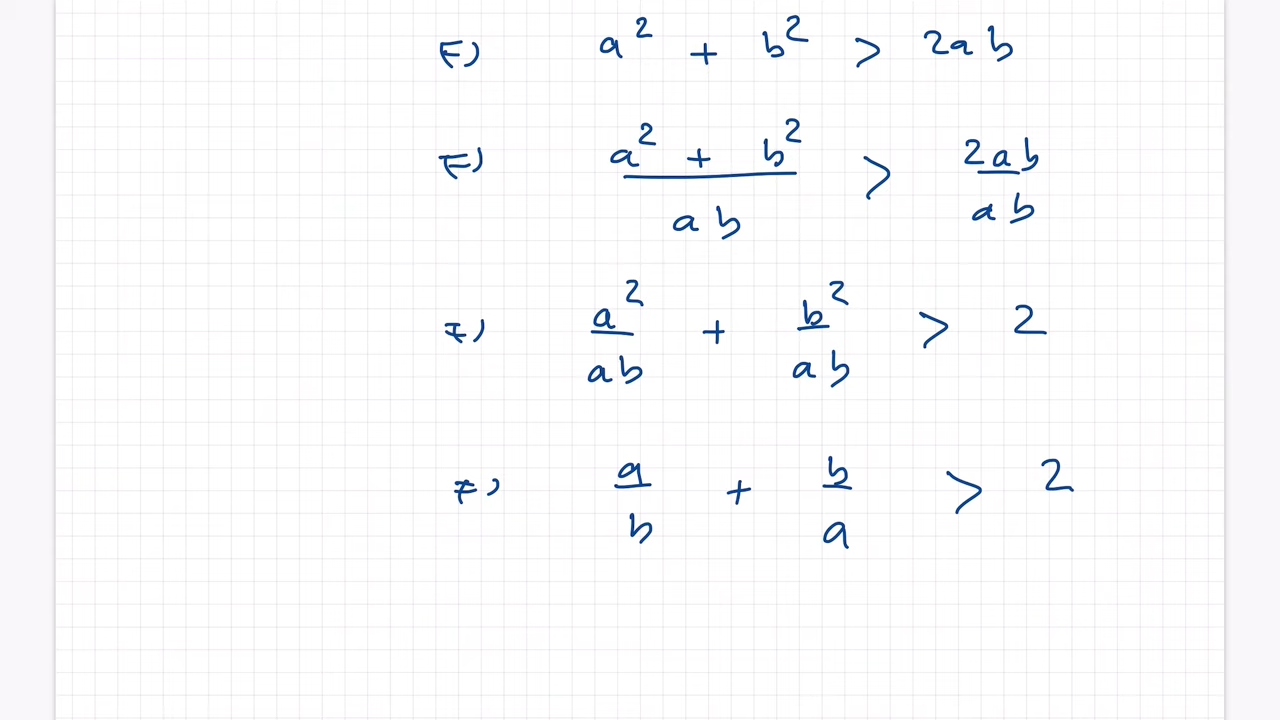 ⇔ a² + b² > 2ab
⇔ (a² + b²)/(ab) > (2ab)/(ab)
⇔ a²/(ab) + b²/(ab) > 2
⇔ a/b + b/a > 2